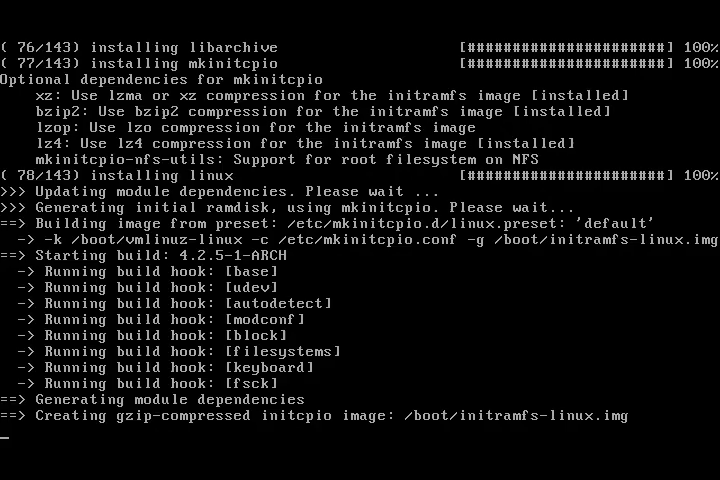 ( 76/143) installing libarchive                        [######################] 100%
( 77/143) installing mkinitcpio                        [######################] 100%
Optional dependencies for mkinitcpio
    xz: Use lzma or xz compression for the initramfs image [installed]
    bzip2: Use bzip2 compression for the initramfs image [installed]
    lzop: Use lzo compression for the initramfs image
    lz4: Use lz4 compression for the initramfs image [installed]
    mkinitcpio-nfs-utils: Support for root filesystem on NFS
( 78/143) installing linux                             [######################] 100%
>>> Updating module dependencies. Please wait ...
>>> Generating initial ramdisk, using mkinitcpio. Please wait...
==> Building image from preset: /etc/mkinitcpio.d/linux.preset: 'default'
  -> -k /boot/vmlinuz-linux -c /etc/mkinitcpio.conf -g /boot/initramfs-linux.img
==> Starting build: 4.2.5-1-ARCH
  -> Running build hook: [base]
  -> Running build hook: [udev]
  -> Running build hook: [autodetect]
  -> Running build hook: [modconf]
  -> Running build hook: [block]
  -> Running build hook: [filesystems]
  -> Running build hook: [keyboard]
  -> Running build hook: [fsck]
==> Generating module dependencies
==> Creating gzip-compressed initcpio image: /boot/initramfs-linux.img